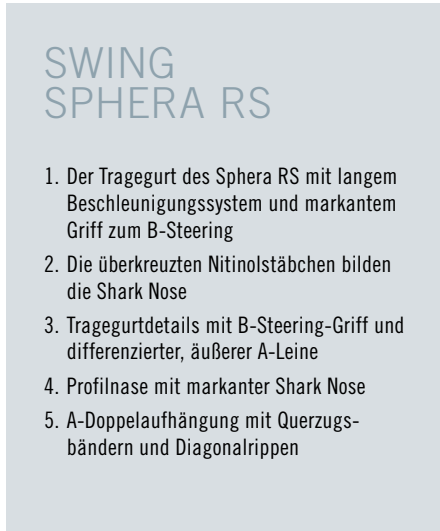 SWING
SPHERA RS
1. Der Tragegurt des Sphera RS mit langem
Beschleunigungssystem und markantem
Griff zum B-Steering
2. Die überkreuzten Nitinolstäbchen bilden
die Shark Nose
3. Tragegurtdetails mit B-Steering-Griff und
differenzierter, äußerer A-Leine
4. Profilnase mit markanter Shark Nose
5. A-Doppelaufhängung mit Querzugs-
bändern und Diagonalrippen